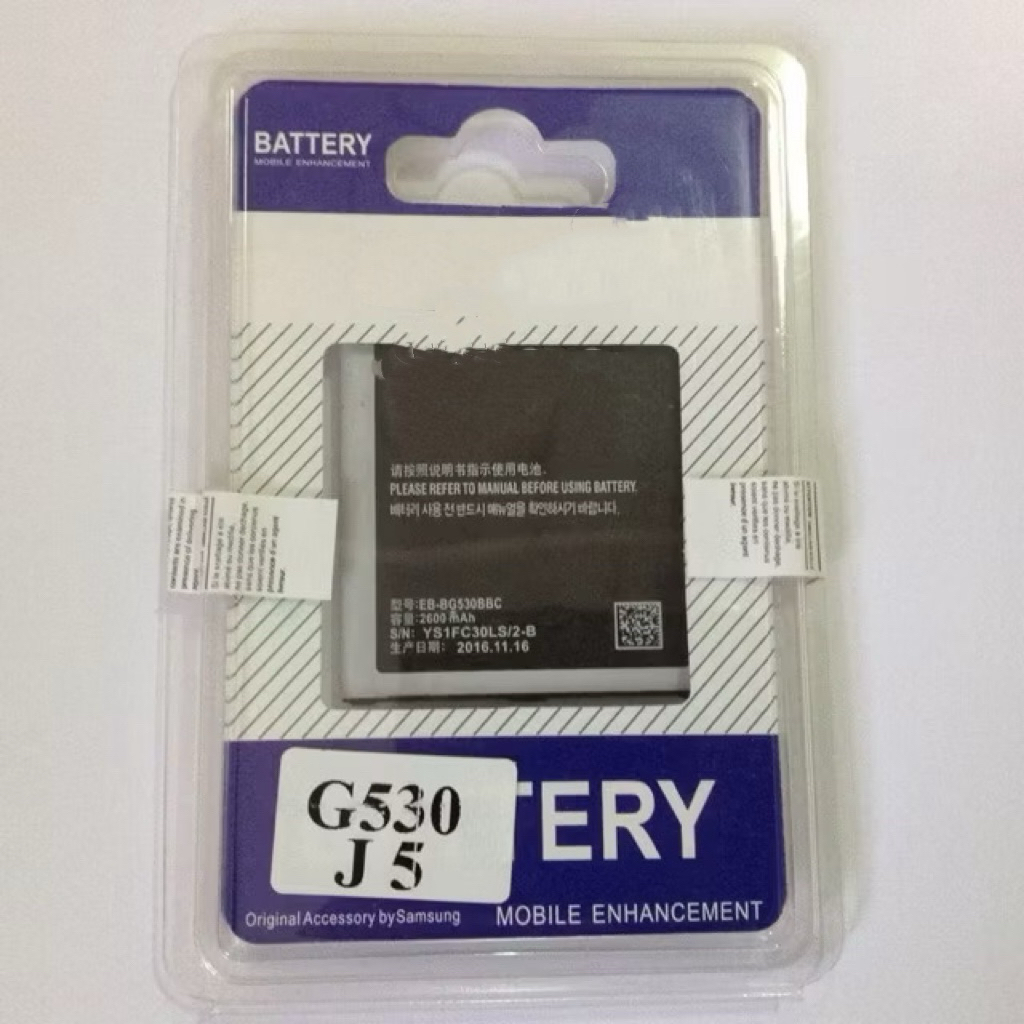 BATTERY
MOBILE ENHANCEMENT
请按照说明书指示使用电池.
PLEASE REFER TO MANUAL BEFORE USING BATTERY.
배터리 사용 전 반드시 매뉴얼을 확인하시기 바랍니다.
型号:EB-BG530BBC
容量:2600 mAh
S/N: YS1FC30LS/2-B
生产日期: 2016.11.16
G530
J 5
TERY
Original Accessory by Samsung
MOBILE ENHANCEMENT